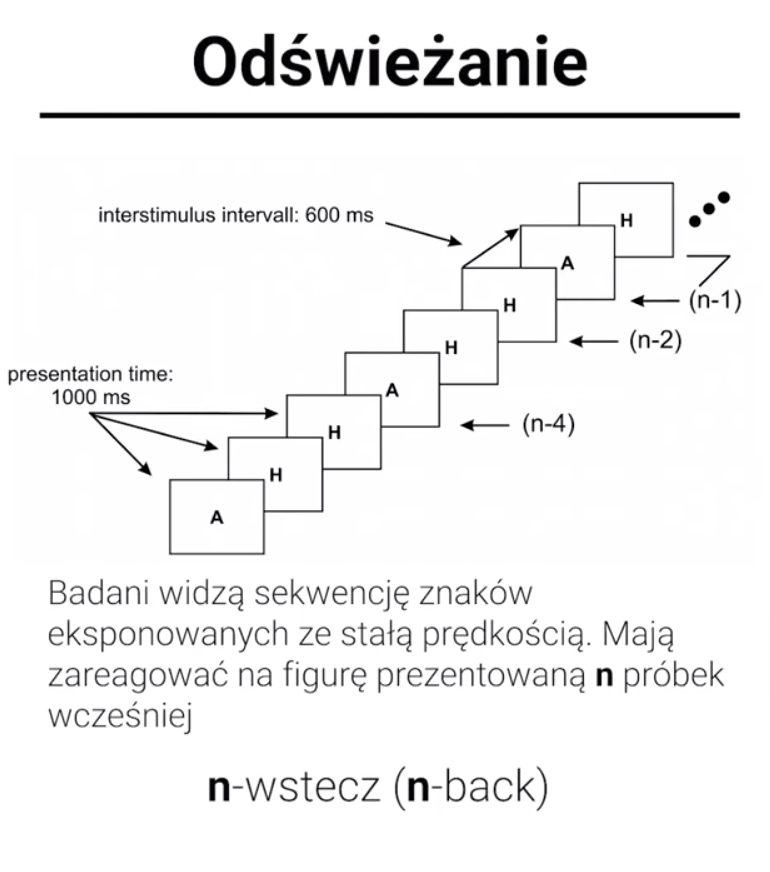 Odświeżanie
interstimulus intervall: 600 ms
H
A
(n-1)
H
(n-2)
H
presentation time:
1000 ms
A
(n-4)
H
H
A
Badani widzą sekwencję znaków
eksponowanych ze stałą prędkością. Mają
zareagować na figurę prezentowaną n próbek
wcześniej
n-wstecz (n-back)